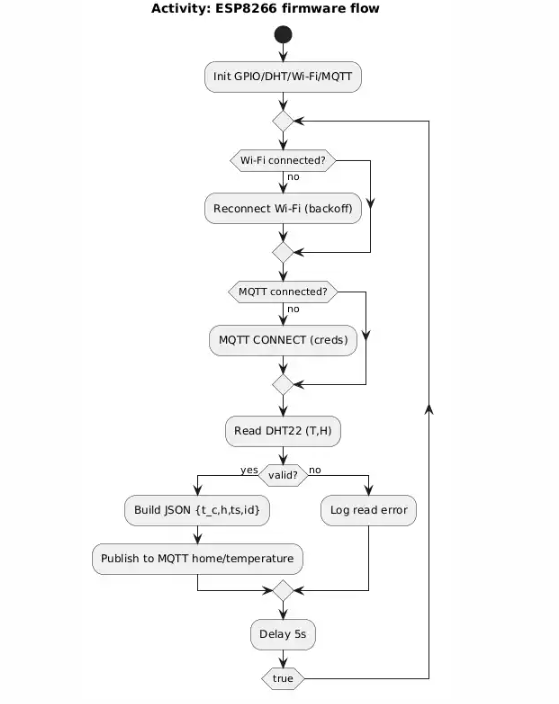 Activity: ESP8266 firmware flow
Init GPIO/DHT/Wi-Fi/MQTT
Wi-Fi connected?
no
Reconnect Wi-Fi (backoff)
MQTT connected?
no
MQTT CONNECT (creds)
Read DHT22 (T,H)
yes
valid?
no
Build JSON {t_c,h,ts,id}
Log read error
Publish to MQTT home/temperature
Delay 5s
true